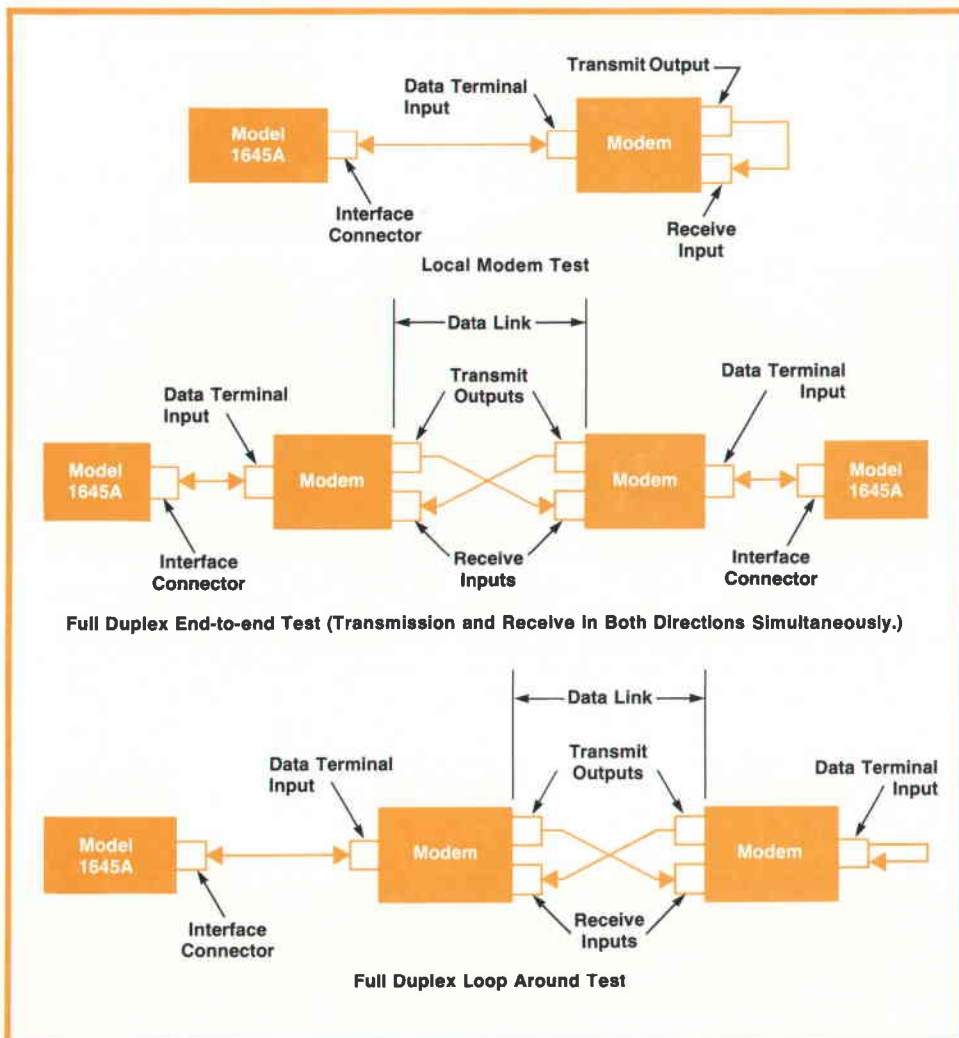 Transmit Output
Data Terminal
Input
Model
1645A
Modem
Interface
Connector
Receive
Input
Local Modem Test
Data Link
Data Terminal
Input
Transmit
Outputs
Data Terminal
Input
Model
1645A
Modem
Modem
Model
1645A
Interface
Connector
Receive
Inputs
Interface
Connector
Full Duplex End-to-end Test (Transmission and Receive in Both Directions Simultaneously.)
Data Link
Data Terminal
Input
Transmit
Outputs
Data Terminal
Input
Model
1645A
Modem
Modem
Interface
Connector
Receive
Inputs
Full Duplex Loop Around Test